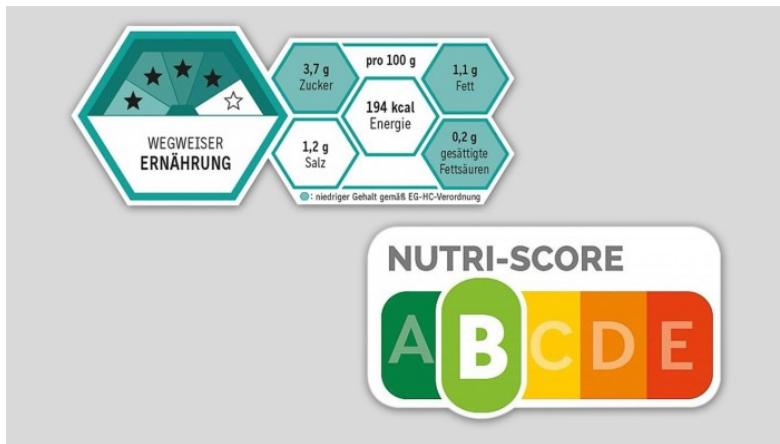 WEGWEISER
ERNÄHRUNG
pro 100 g
3,7 g
Zucker
1,1 g
Fett
194 kcal
Energie
1,2 g
Salz
0,2 g
gesättigte
Fettsäuren
: niedriger Gehalt gemäß EG-HC-Verordnung
NUTRI-SCORE
A B C D E